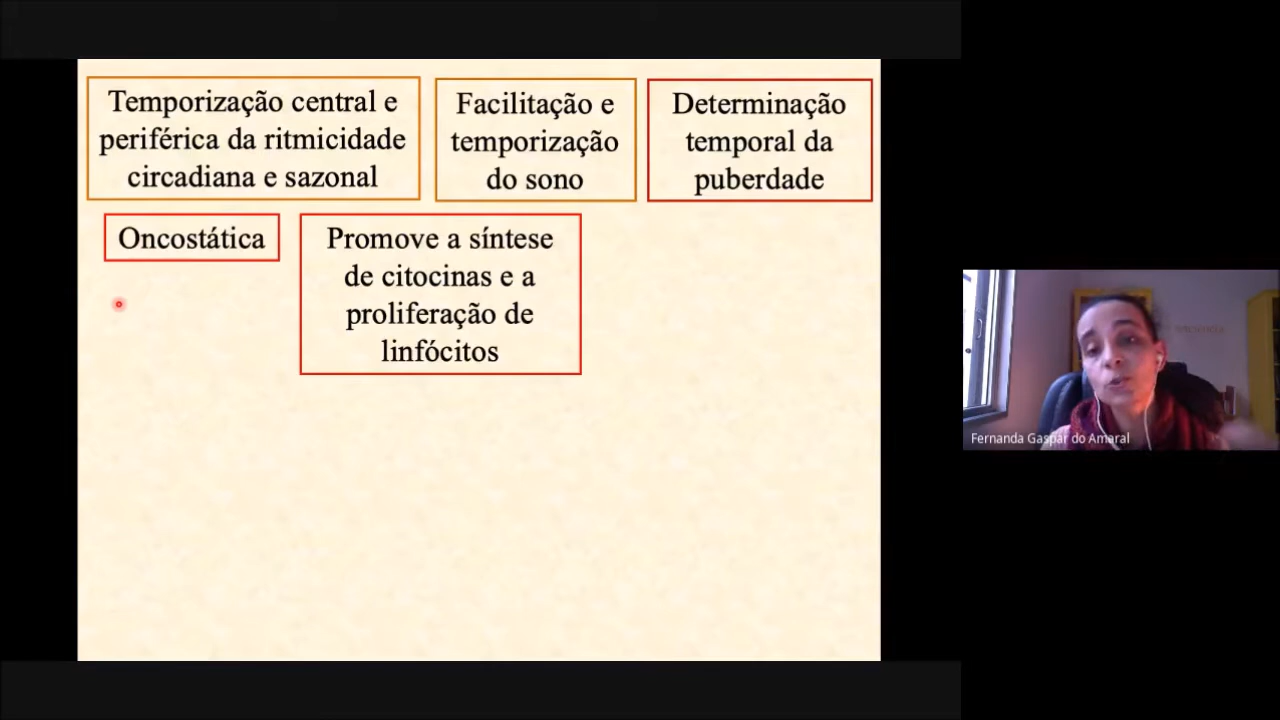 Temporização central e
periférica da ritmicidade
circadiana e sazonal
Facilitação e
temporização
do sono
Determinação
temporal da
puberdade
Oncostática
Promove a síntese
de citocinas e a
proliferação de
linfócitos
Fernanda Gaspar do Amaral